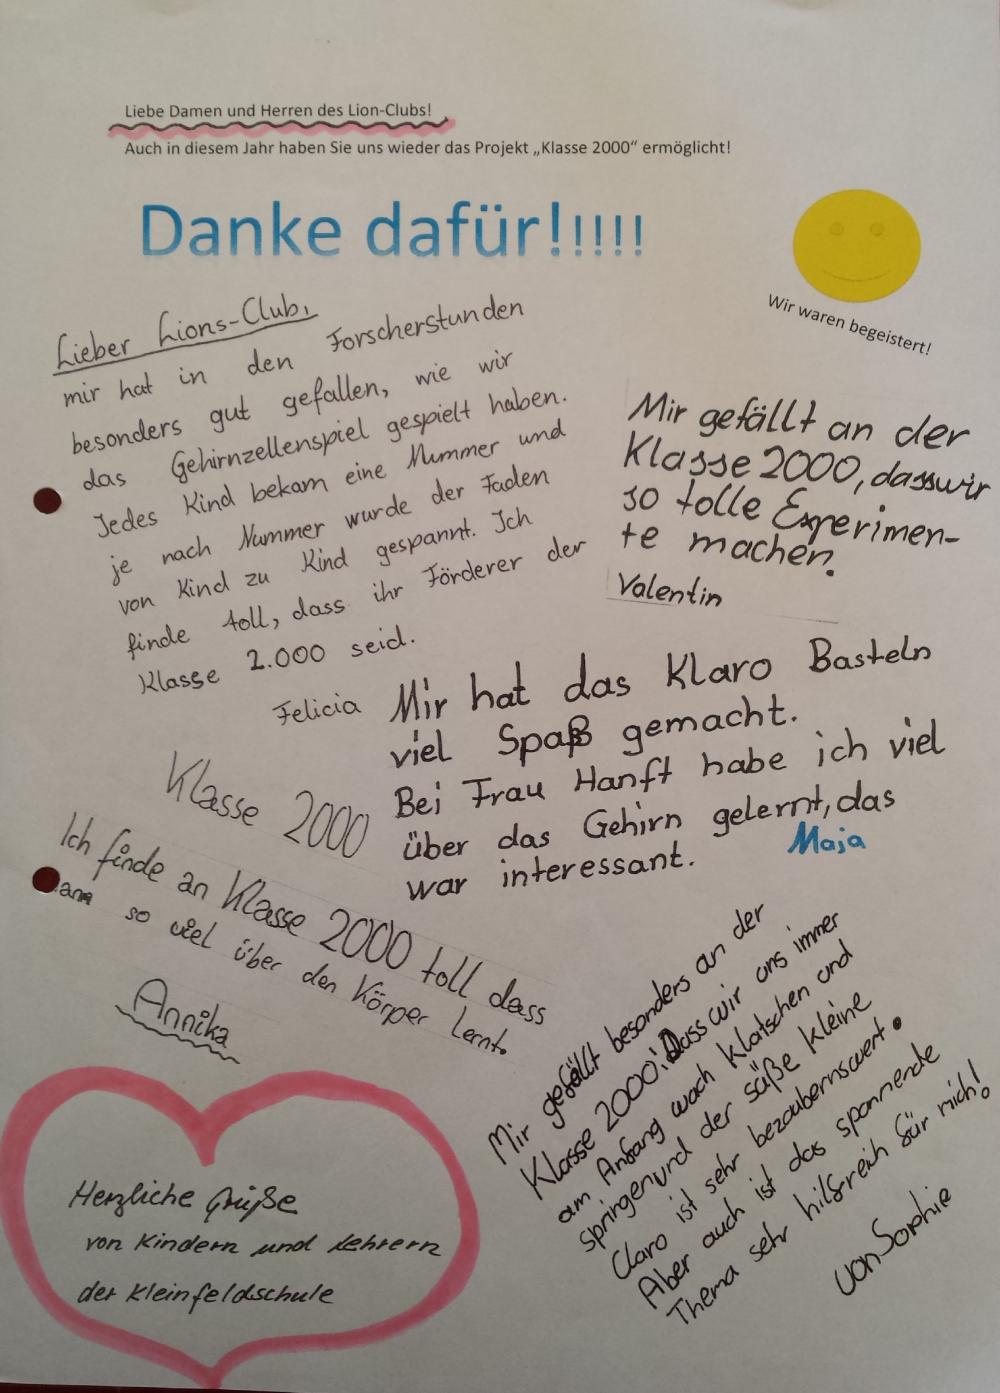 Liebe Damen und Herren des Lion-Clubs!
Auch in diesem Jahr haben Sie uns wieder das Projekt „Klasse 2000“ ermöglicht!
Danke dafür!!!!!!
Wir waren begeistert!
Lieber Lions-Club,
mir hat in den Forscherstunden
besonders gut gefallen, wie wir
das Gehirnzellenspiel gespielt haben.
Jedes Kind bekam eine Nummer und
je nach Nummer wurde der Faden
von Kind zu Kind gespannt. Ich
finde toll, dass ihr Förderer der
Klasse 2.000 seid.
Felicia
Mir gefällt an der
Klasse 2000, dass wir
so tolle Experimen-
te machen.
Valentin
Mir hat das Klaro Basteln
viel Spaß gemacht.
Bei Frau Hanft habe ich viel
über das Gehirn gelernt, das
war interessant.
Maja
Klasse 2000
Ich finde an Klasse 2000 toll dass
man so viel über den Körper lernt.
Annika
Mir gefällt besonders an der
Klasse 2000: Dass wir uns immer
am Anfang wach klatschen und
springen und der süße kleine
Claro ist sehr bezaubernswert.
Aber auch ist das spannende
Thema sehr hilfreich für mich!
von Sophie
Herzliche Grüße
von Kindern und Lehrern
der Kleinfeldschule